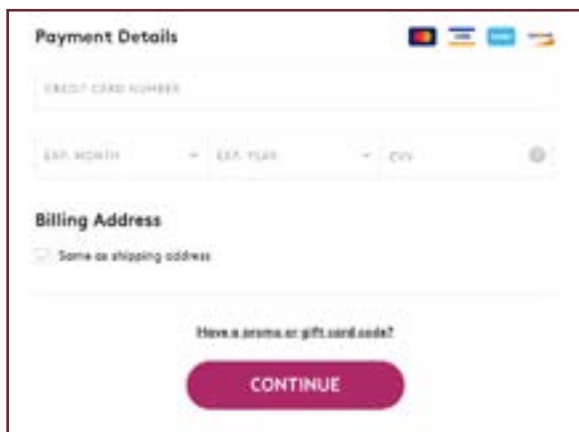 Payment Details
CREDIT CARD NUMBER
EXP. MONTH EXP. YEAR CVV
Billing Address
Same as shipping address
Have a promo or gift card code?
CONTINUE